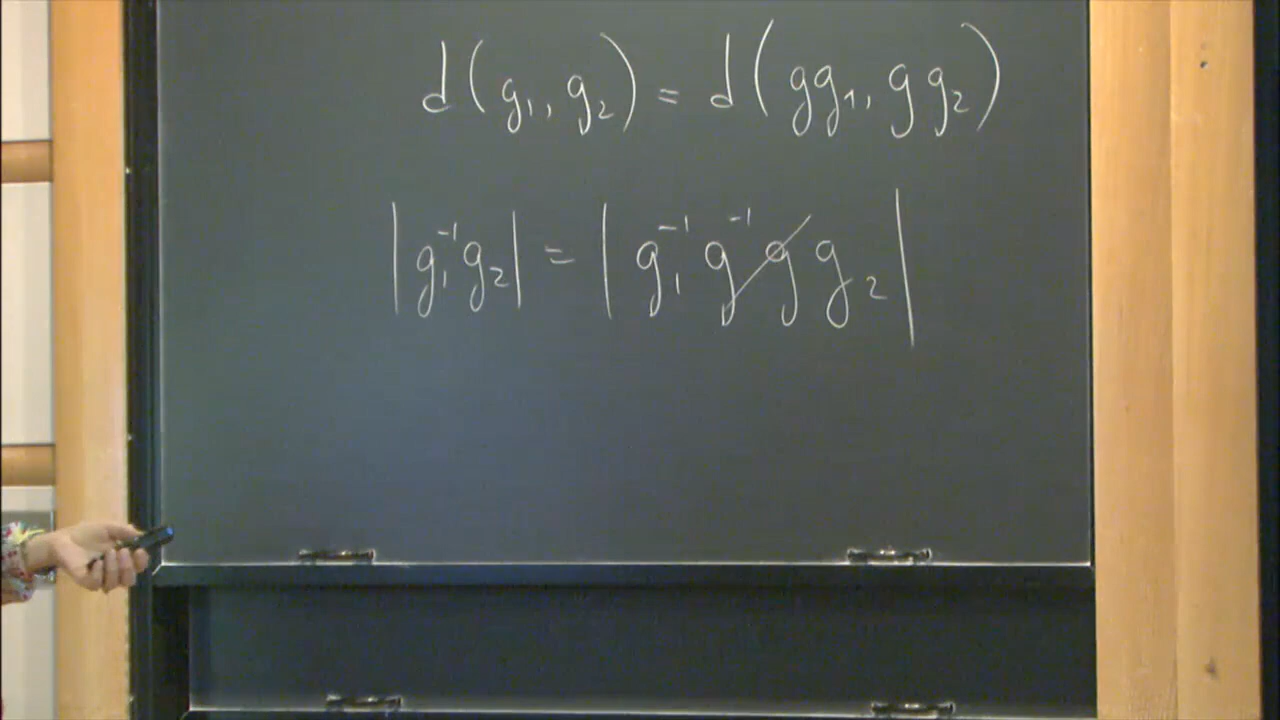 d(g₁, g₂) = d(gg₁, gg₂)
|g₁⁻¹g₂| = |g₁⁻¹g⁻¹gg₂|